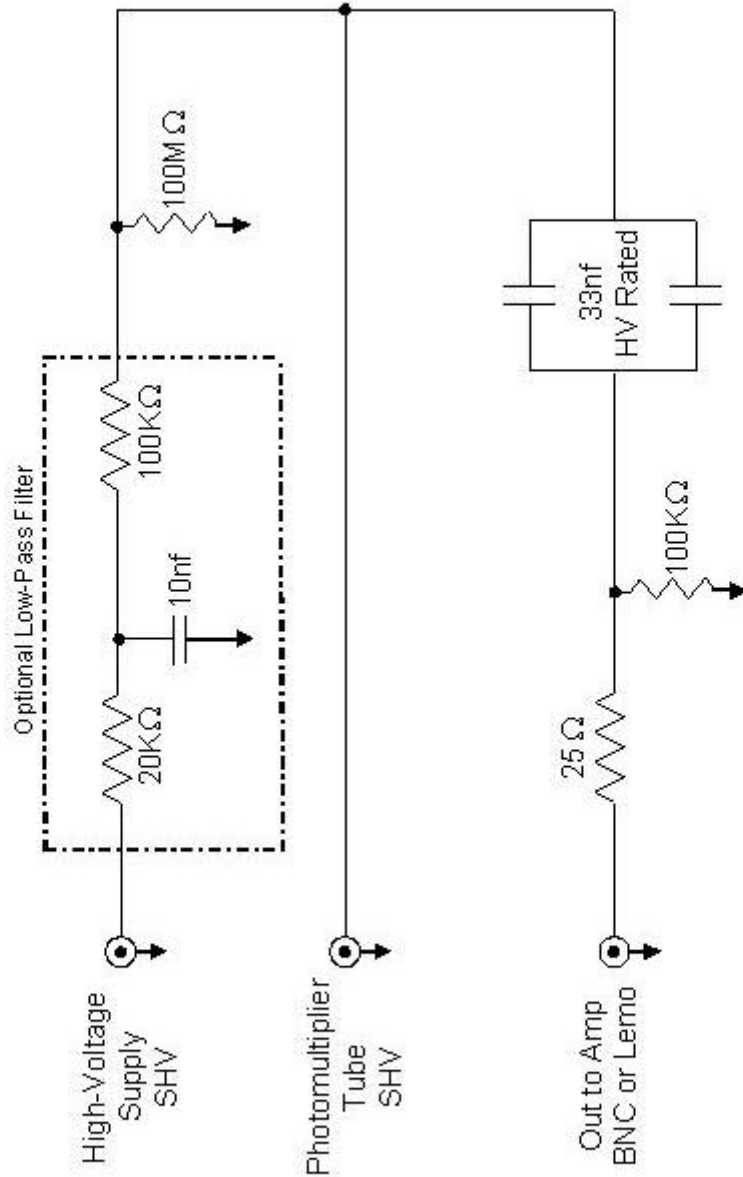 Optional Low-Pass Filter
High-Voltage
Supply
SHV
20KΩ
10nf
100KΩ
100MΩ
Photomultiplier
Tube
SHV
Out to Amp
BNC or Lemo
25Ω
100KΩ
33nf
HV Rated